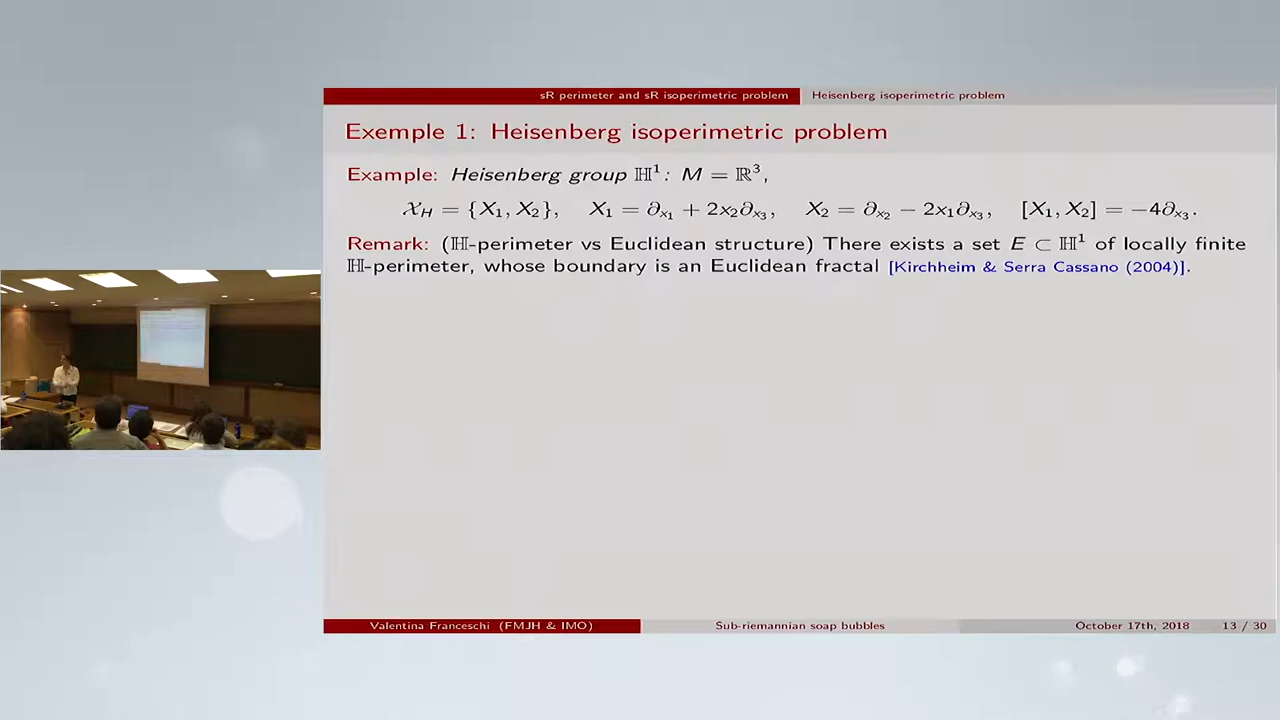 sR perimeter and sR isoperimetric problem Heisenberg isoperimetric problem
Exemple 1: Heisenberg isoperimetric problem
Example: Heisenberg group ℍ¹: M = ℝ³,
𝒳_H = {X₁, X₂}, X₁ = ∂_{x₁} + 2x₂∂_{x₃}, X₂ = ∂_{x₂} − 2x₁∂_{x₃}, [X₁, X₂] = −4∂_{x₃}.
Remark: (ℍ-perimeter vs Euclidean structure) There exists a set E ⊂ ℍ¹ of locally finite
ℍ-perimeter, whose boundary is an Euclidean fractal [Kirchheim & Serra Cassano (2004)].
Valentina Franceschi (FMJH & IMO) Sub-riemannian soap bubbles October 17th, 2018 13 / 30